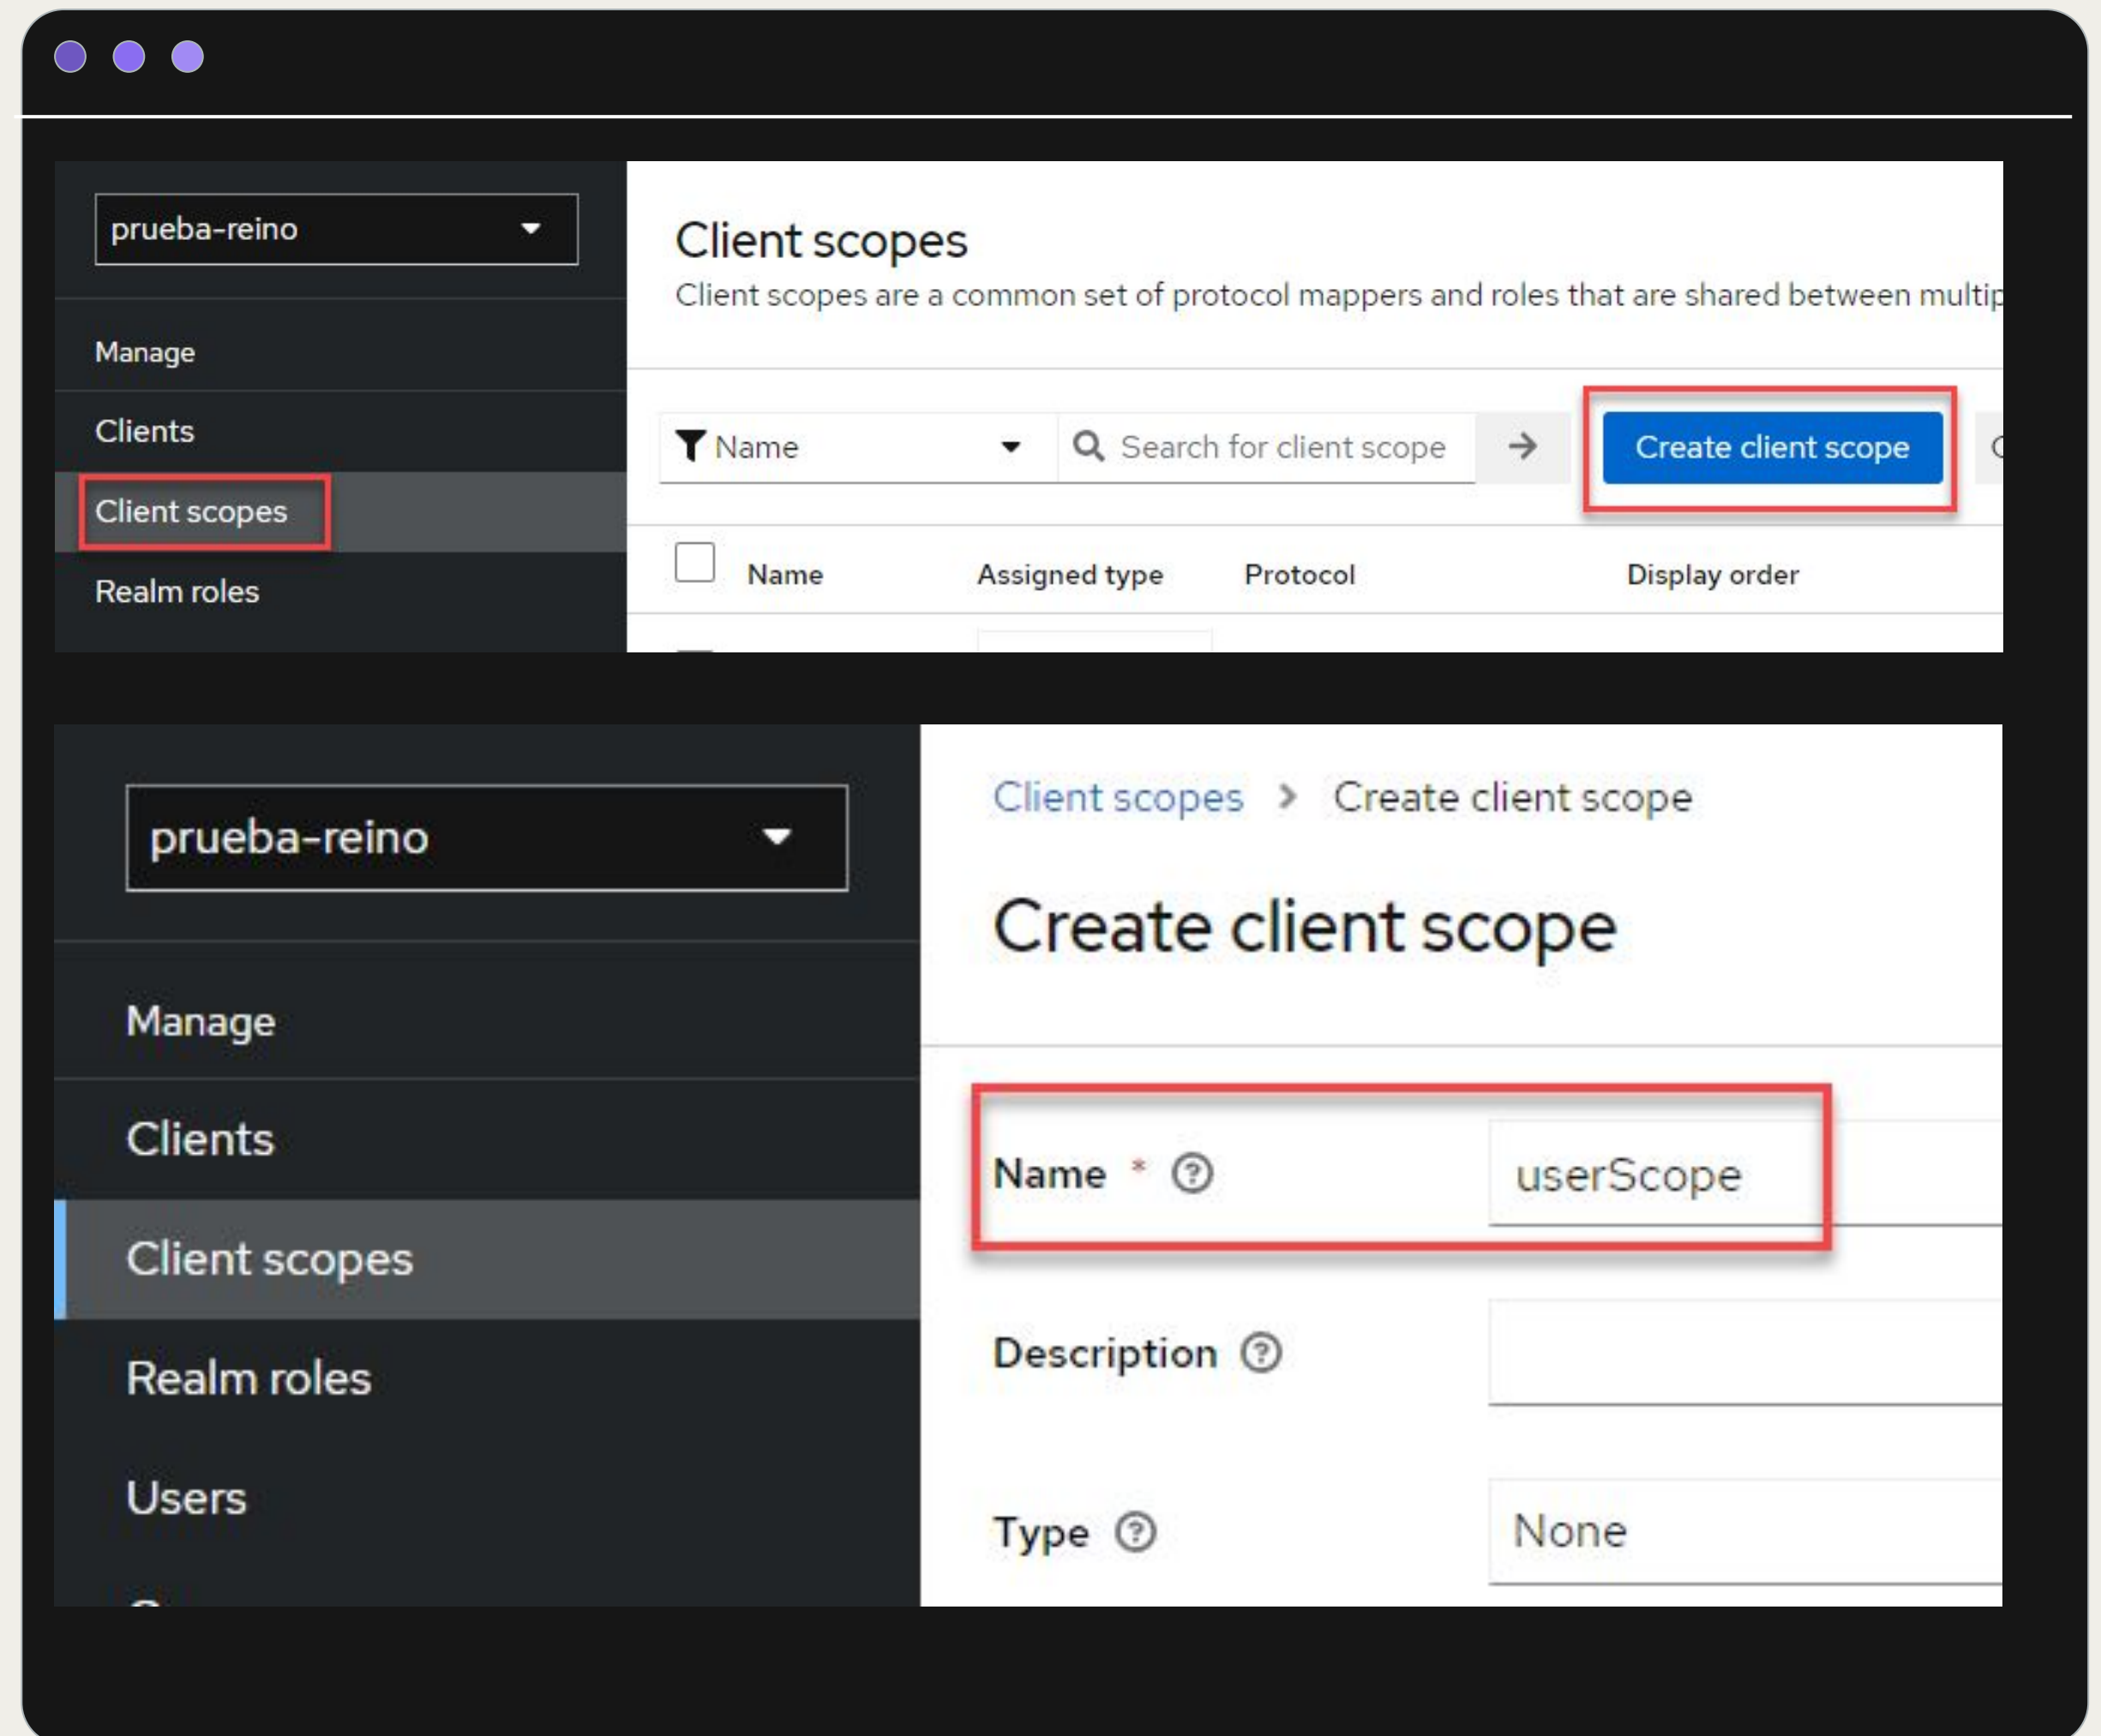 prueba-reino
Manage
Clients
Client scopes
Realm roles
Client scopes
Client scopes are a common set of protocol mappers and roles that are shared between
Name
Search for client scope
Create client scope
Name Assigned type Protocol Display order
prueba-reino
Manage
Clients
Client scopes
Realm roles
Users
Client scopes > Create client scope
Create client scope
Name * userScope
Description
Type None